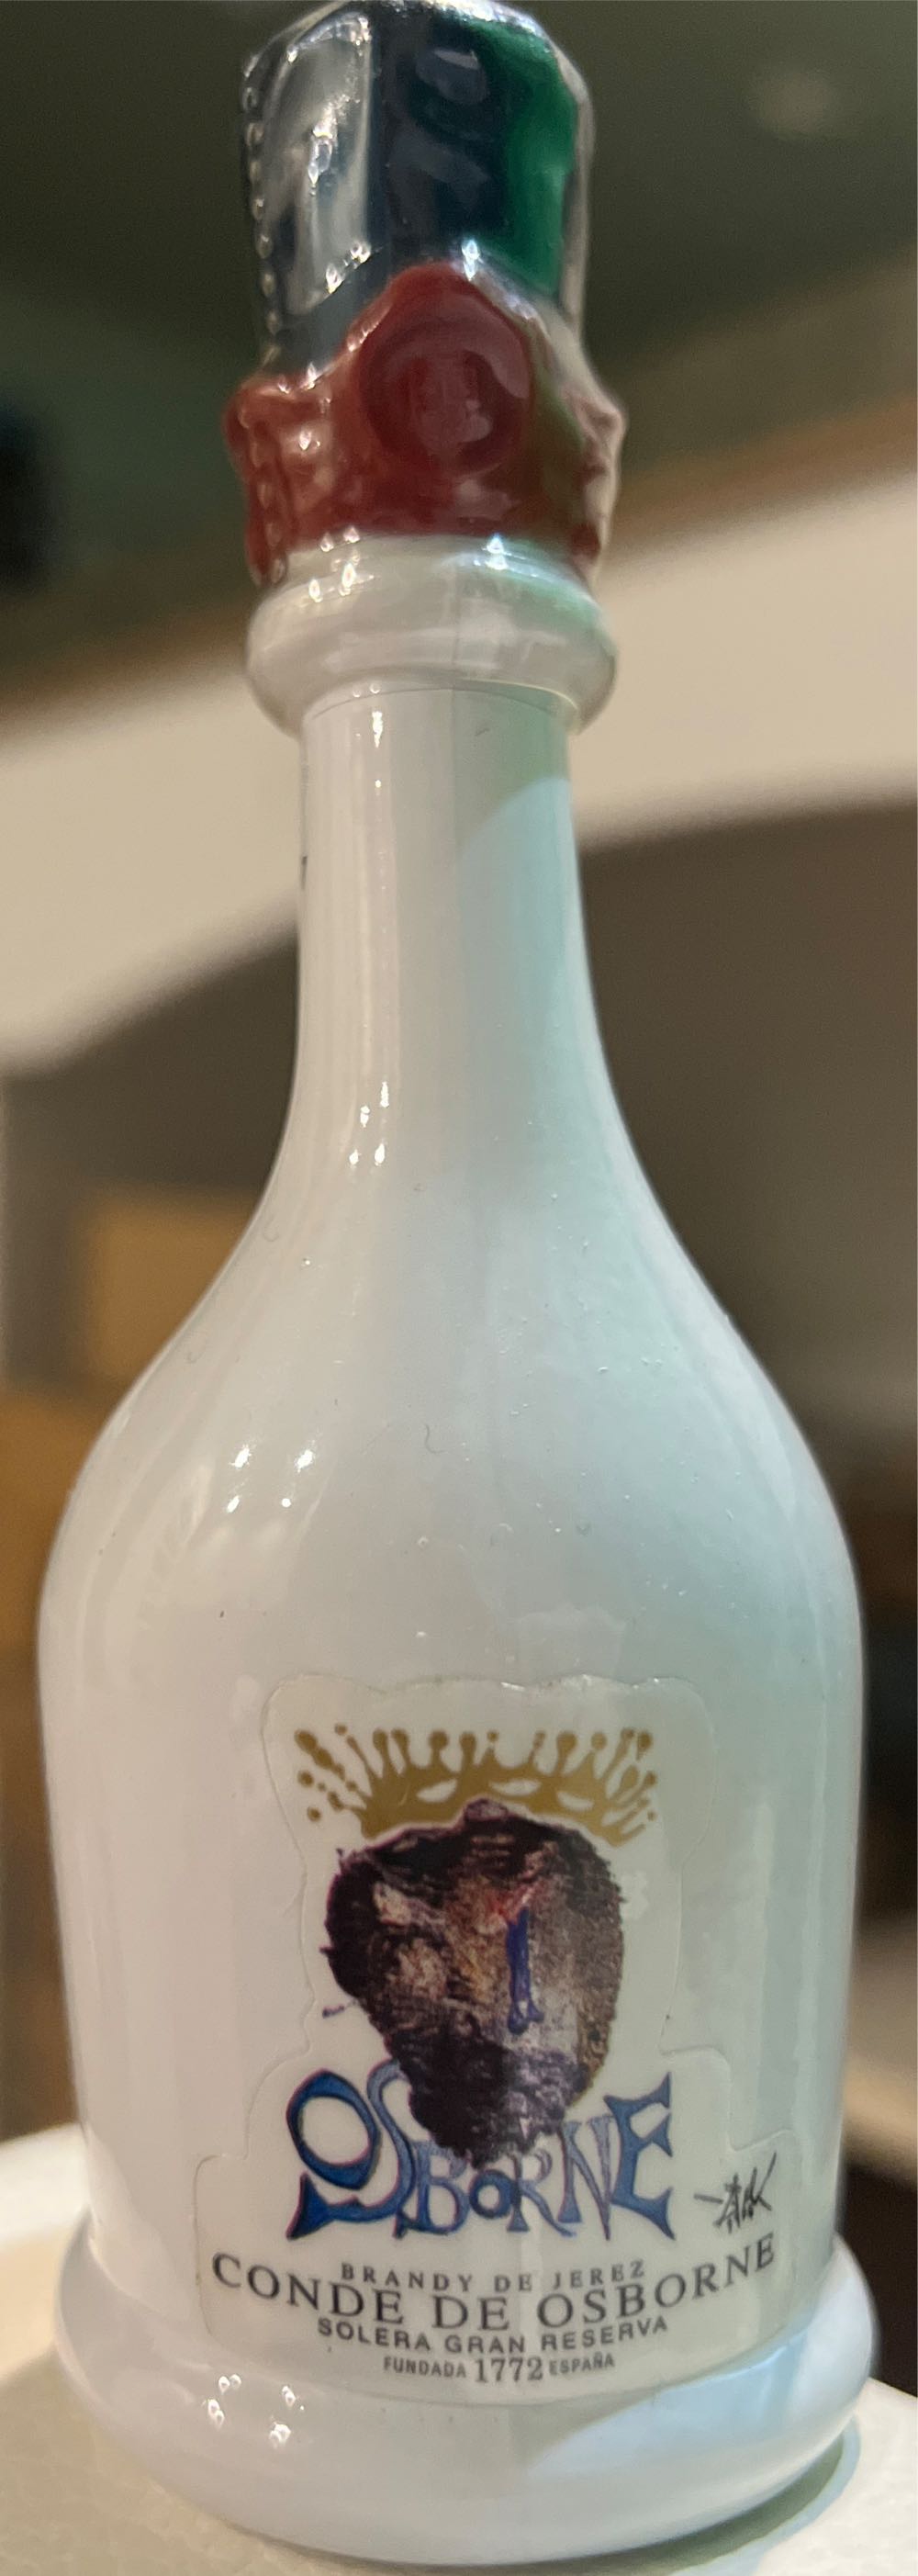 OSBORNE
BRANDY DE JEREZ
CONDE DE OSBORNE
SOLERA GRAN RESERVA
FUNDADA 1772 ESPAÑA